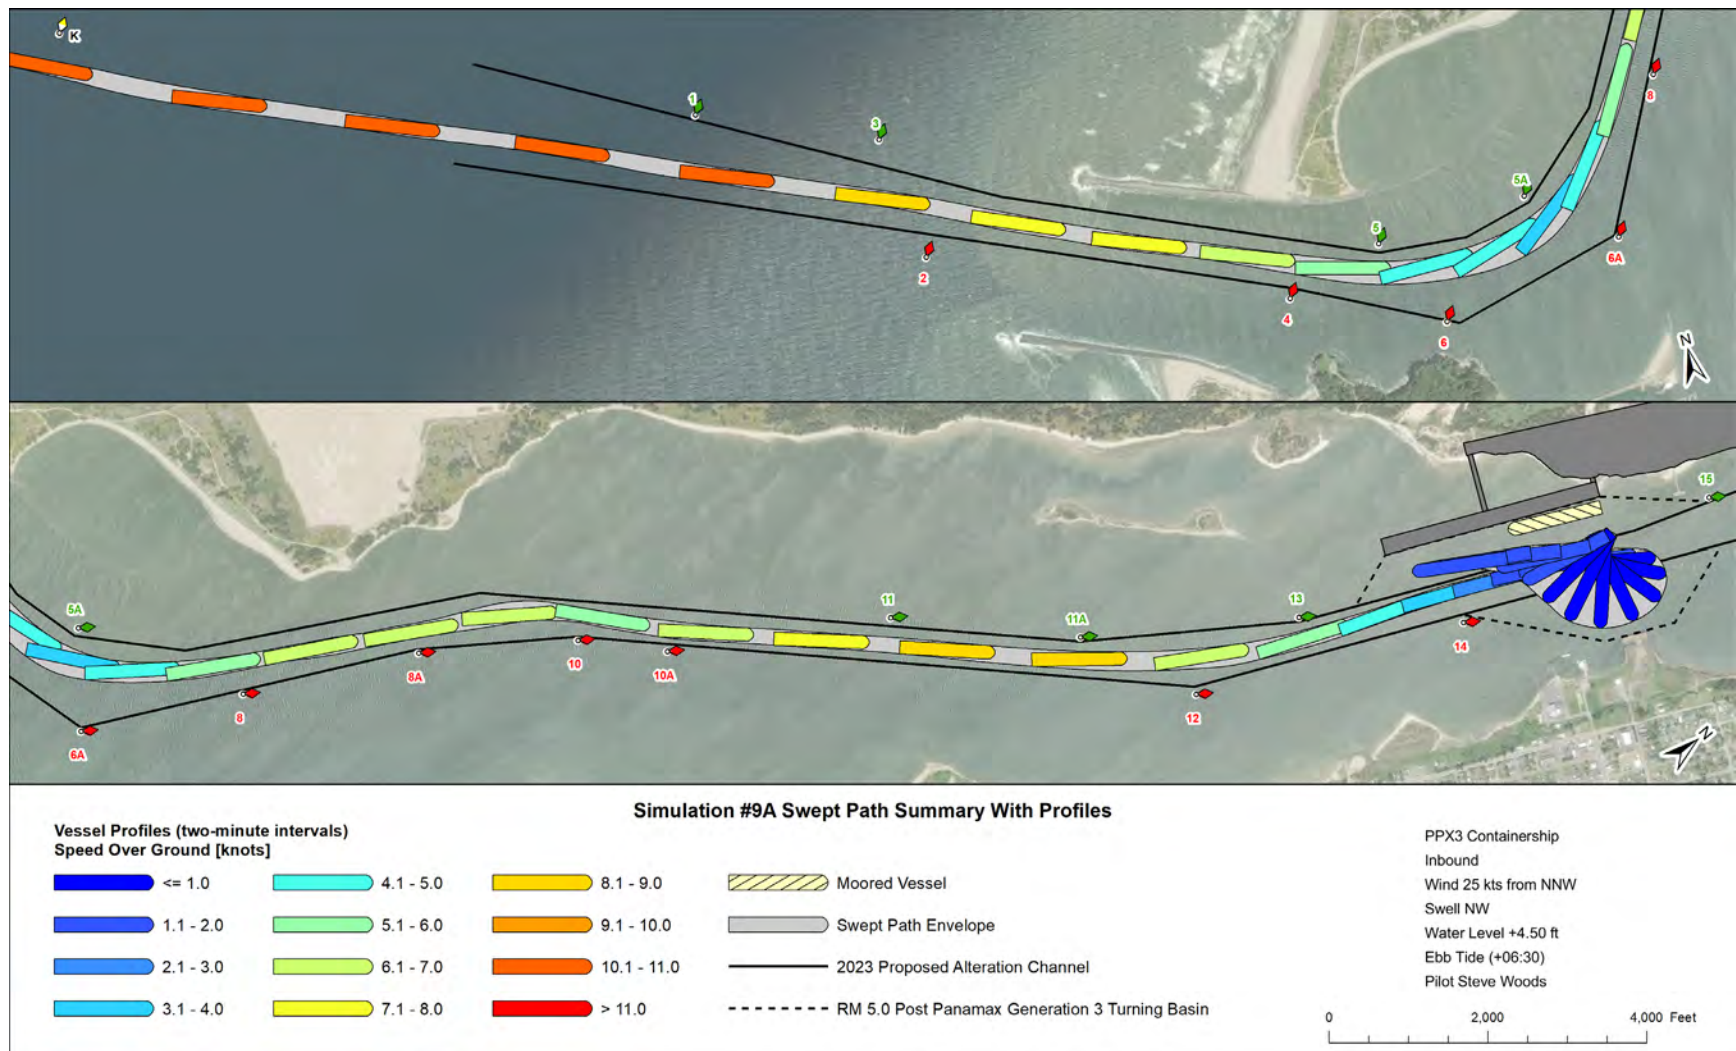 K
1
3
2
5
4
6
5A
6A
8
N
5A
6A
8
8A
10
10A
11
11A
12
13
14
15
N
Simulation #9A Swept Path Summary With Profiles
Vessel Profiles (two-minute intervals)
Speed Over Ground [knots]
<= 1.0
1.1 - 2.0
2.1 - 3.0
3.1 - 4.0
4.1 - 5.0
5.1 - 6.0
6.1 - 7.0
7.1 - 8.0
8.1 - 9.0
9.1 - 10.0
10.1 - 11.0
> 11.0
Moored Vessel
Swept Path Envelope
2023 Proposed Alteration Channel
RM 5.0 Post Panamax Generation 3 Turning Basin
PPX3 Containership
Inbound
Wind 25 kts from NNW
Swell NW
Water Level +4.50 ft
Ebb Tide (+06:30)
Pilot Steve Woods
0 2,000 4,000 Feet